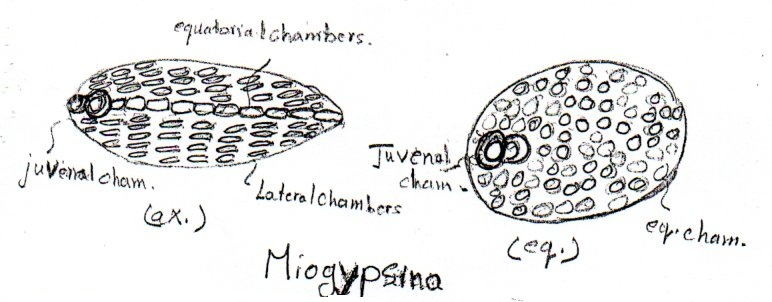 equatorial chambers.
juvenal cham.
Lateral chambers
(ax.)
Juvenal
cham.
eq. cham.
(eq.)
Miogypsina